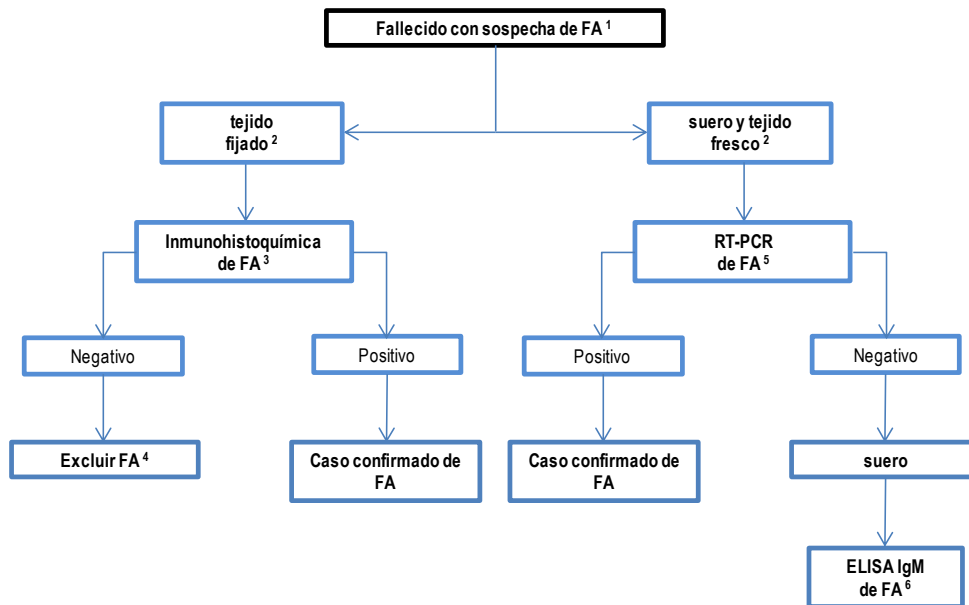 Fallecido con sospecha de FA 1
tejido
fijado 2
suero y tejido
fresco 2
Inmunohistoquímica
de FA 3
RT-PCR
de FA 5
Negativo
Positivo
Positivo
Negativo
Excluir FA 4
Caso confirmado de
FA
Caso confirmado de
FA
suero
ELISA IgM
de FA 6